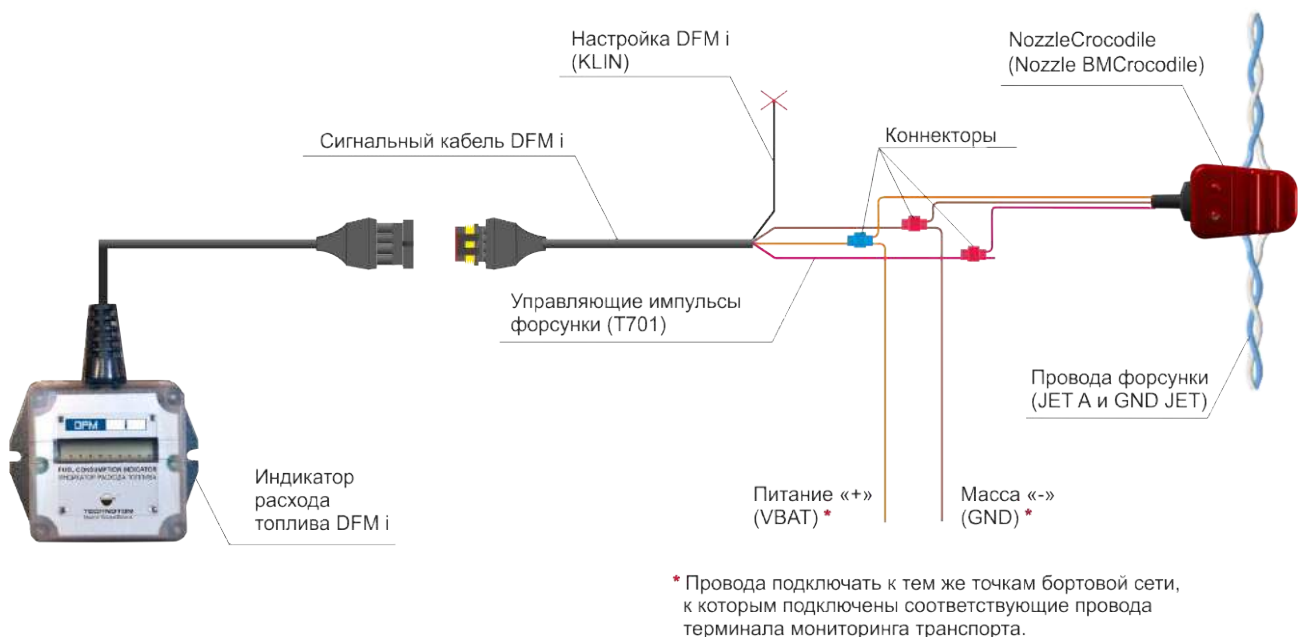 Настройка DFM i
(KLIN)
NozzleCrocodile
(Nozzle BMCrocodile)
Сигнальный кабель DFM i
Коннекторы
Управляющие импульсы
форсунки (T701)
Провода форсунки
(JET A и GND JET)
DFM
FUEL CONSUMPTION INDICATOR
ИНДИКАТОР РАСХОДА ТОПЛИВА
TECHNOTON
Индикатор
расхода
топлива DFM i
Питание «+»
(VBAT) *
Масса «-»
(GND) *
* Провода подключать к тем же точкам бортовой сети,
к которым подключены соответствующие провода
терминала мониторинга транспорта.